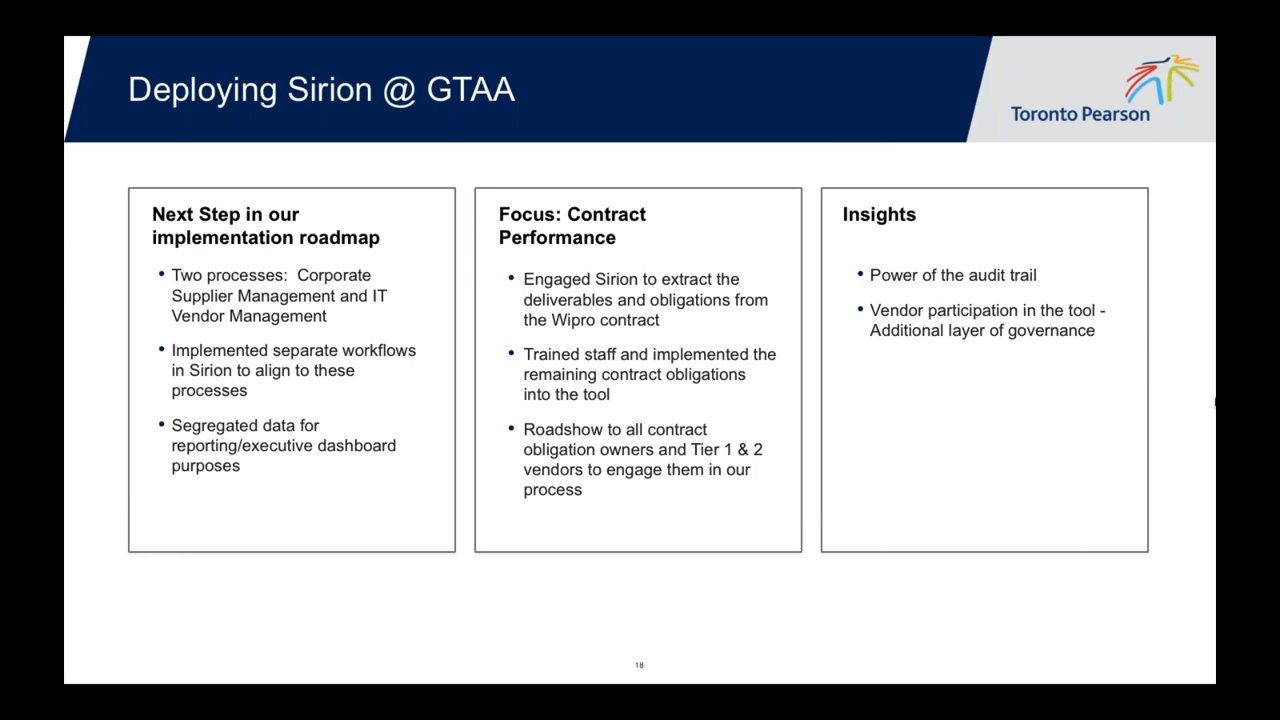 Deploying Sirion @ GTAA
Toronto Pearson
Next Step in our
implementation roadmap
• Two processes:  Corporate
Supplier Management and IT
Vendor Management
• Implemented separate workflows
in Sirion to align to these
processes
• Segregated data for
reporting/executive dashboard
purposes
Focus: Contract
Performance
• Engaged Sirion to extract the
deliverables and obligations from
the Wipro contract
• Trained staff and implemented the
remaining contract obligations
into the tool
• Roadshow to all contract
obligation owners and Tier 1 & 2
vendors to engage them in our
process
Insights
• Power of the audit trail
• Vendor participation in the tool -
Additional layer of governance
18